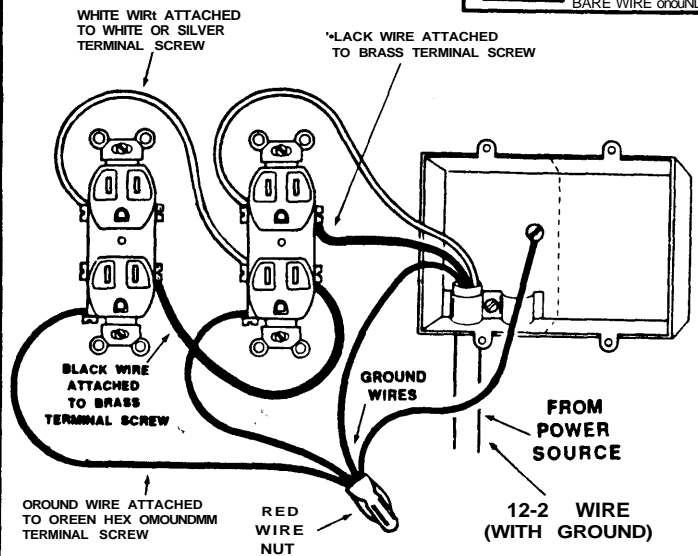 BARE WIRE onouND
WHITE WIRt ATTACHED
TO WHITE OR SILVER
TERMINAL SCREW
'•LACK WIRE ATTACHED
TO BRASS TERMINAL SCREW
BLACK WIRE
ATTACHED
TO BRASS
TERMINAL SCREW
GROUND
WIRES
FROM
POWER
SOURCE
OROUND WIRE ATTACHED
TO OREEN HEX OMOUNDMM
TERMINAL SCREW
RED
WIRE
NUT
12-2 WIRE
(WITH GROUND)